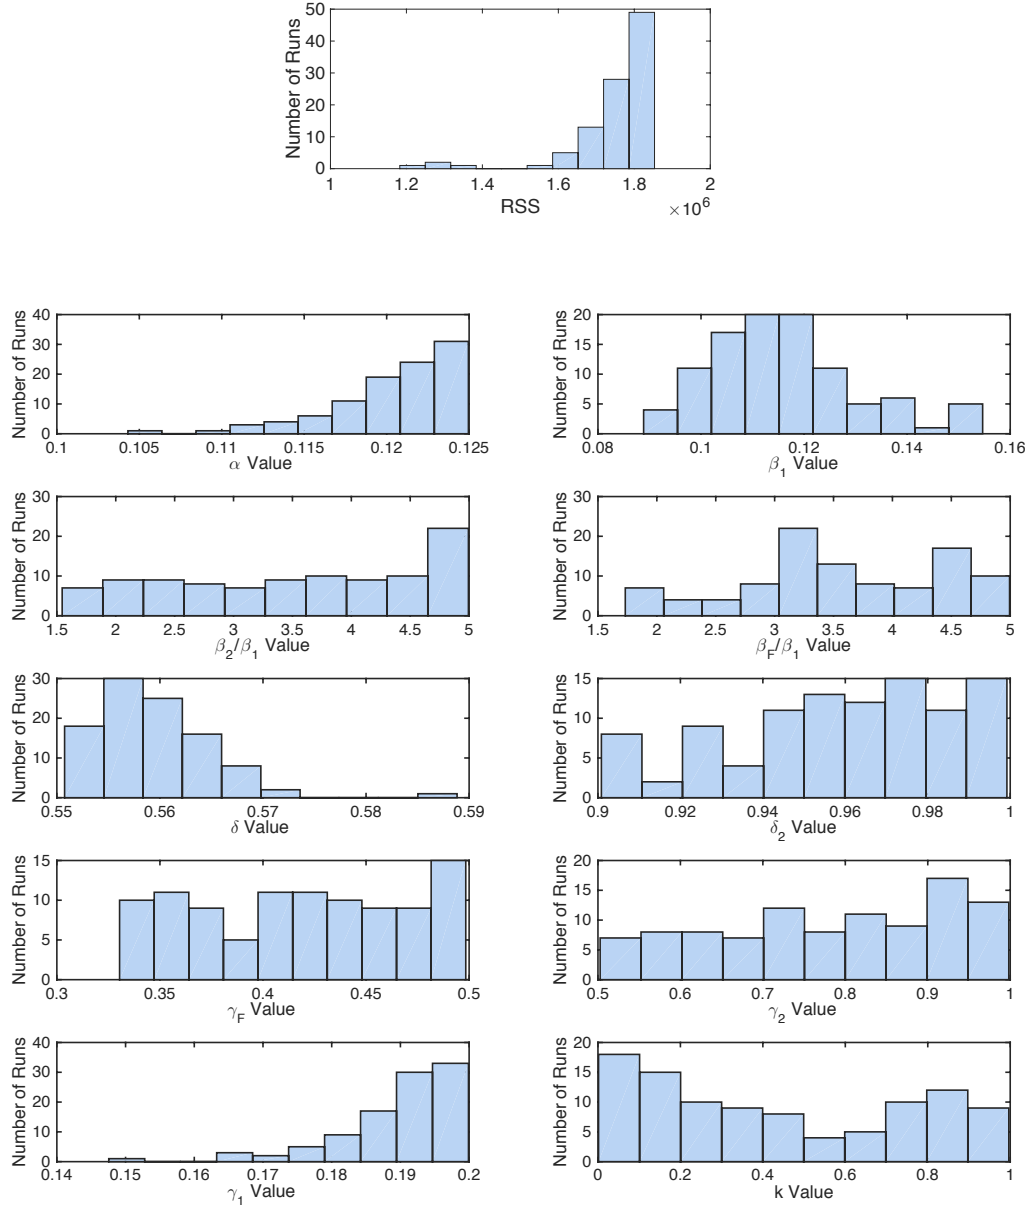 Number of Runs
50
40
30
20
10
0
1 1.2 1.4 1.6 1.8 2
RSS ×10^6
Number of Runs
40
30
20
10
0
0.1 0.105 0.11 0.115 0.12 0.125
α Value
Number of Runs
20
15
10
5
0
0.08 0.1 0.12 0.14 0.16
β_1 Value
Number of Runs
30
20
10
0
1.5 2 2.5 3 3.5 4 4.5 5
β_2/β_1 Value
Number of Runs
30
20
10
0
1.5 2 2.5 3 3.5 4 4.5 5
β_F/β_1 Value
Number of Runs
30
20
10
0
0.55 0.56 0.57 0.58 0.59
δ Value
Number of Runs
15
10
5
0
0.9 0.92 0.94 0.96 0.98 1
δ_2 Value
Number of Runs
15
10
5
0
0.3 0.35 0.4 0.45 0.5
γ_F Value
Number of Runs
20
15
10
5
0
0.5 0.6 0.7 0.8 0.9 1
γ_2 Value
Number of Runs
40
30
20
10
0
0.14 0.15 0.16 0.17 0.18 0.19 0.2
γ_1 Value
Number of Runs
20
15
10
5
0
0 0.2 0.4 0.6 0.8 1
k Value